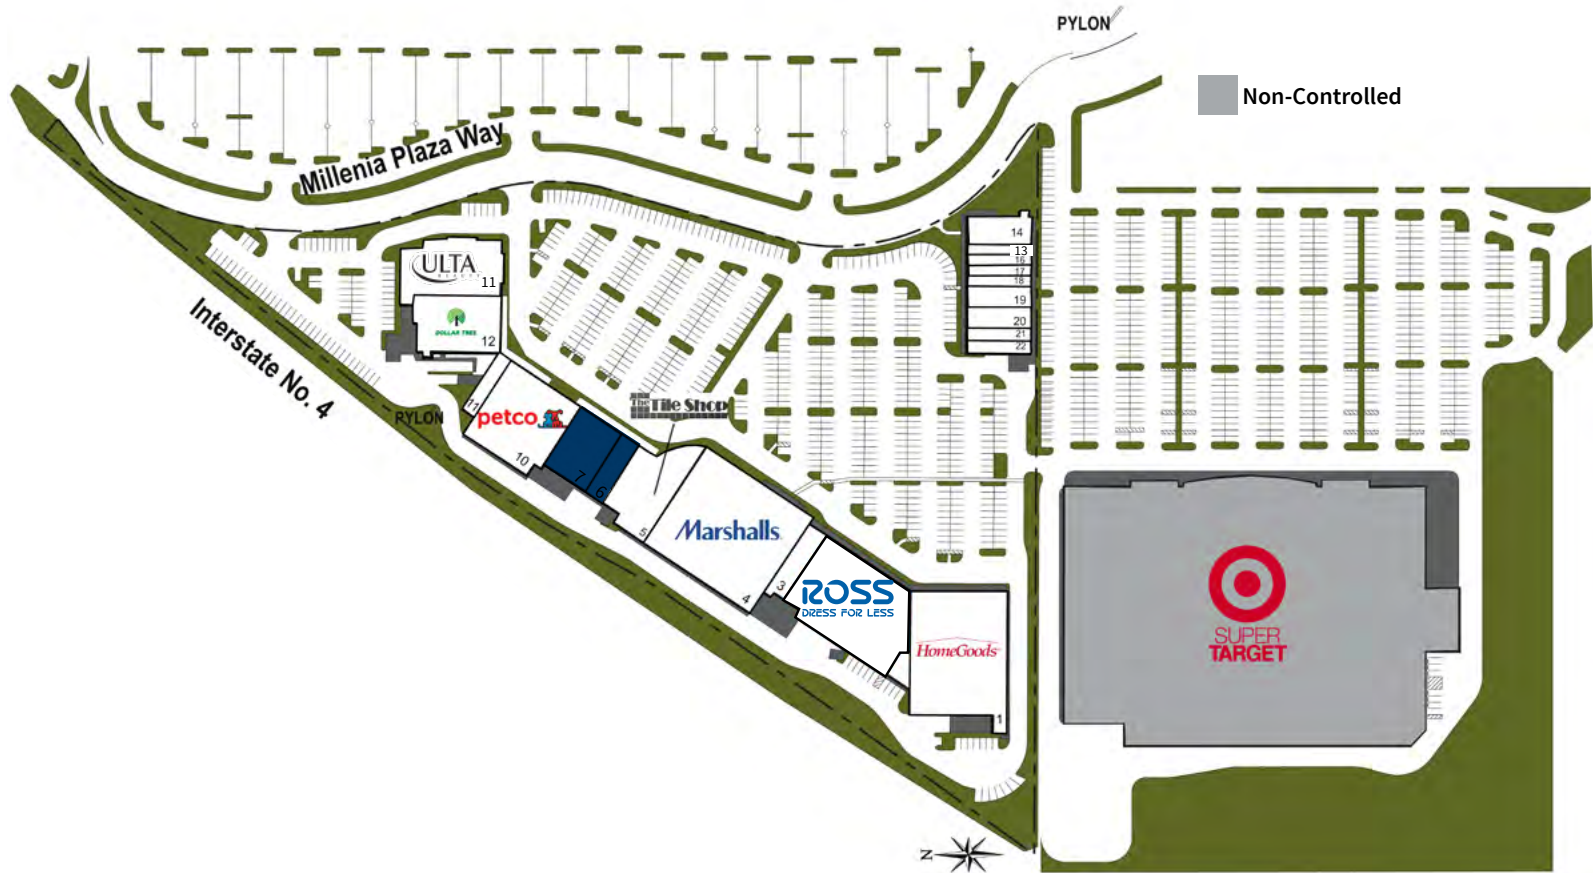 PYLON
Non-Controlled
Millenia Plaza Way
14
13
16
17
18
19
20
21
22
ULTA
BEAUTY
11
DOLLAR TREE
12
Interstate No. 4
PYLON
11
petco
10
7
6
The Tile Shop
5
Marshalls
4
3
ROSS
DRESS FOR LESS
HomeGoods
1
SUPER
TARGET
N